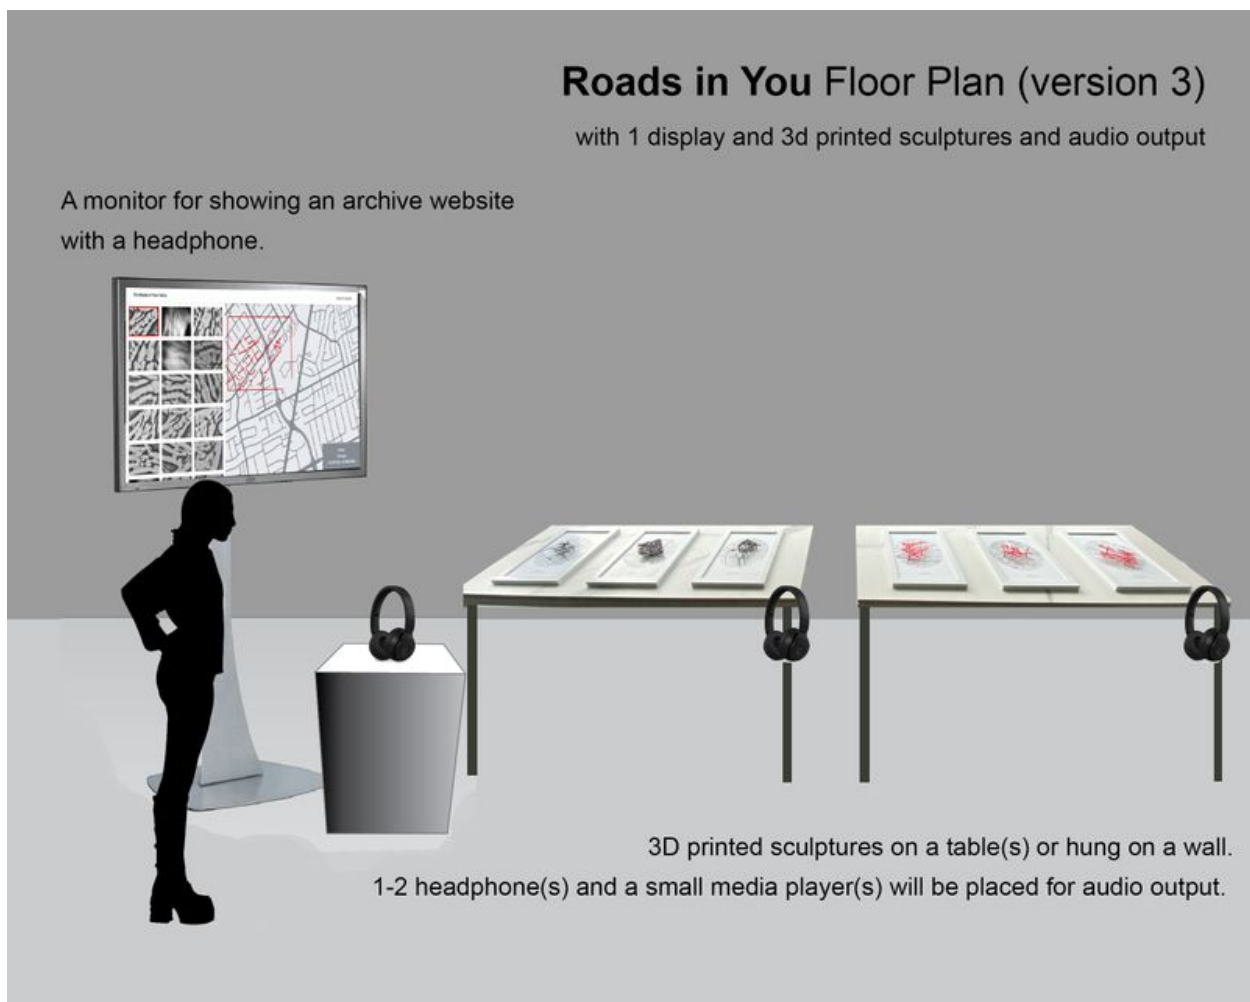 Roads in You Floor Plan (version 3)
with 1 display and 3d printed sculptures and audio output
A monitor for showing an archive website
with a headphone.
3D printed sculptures on a table(s) or hung on a wall.
1-2 headphone(s) and a small media player(s) will be placed for audio output.